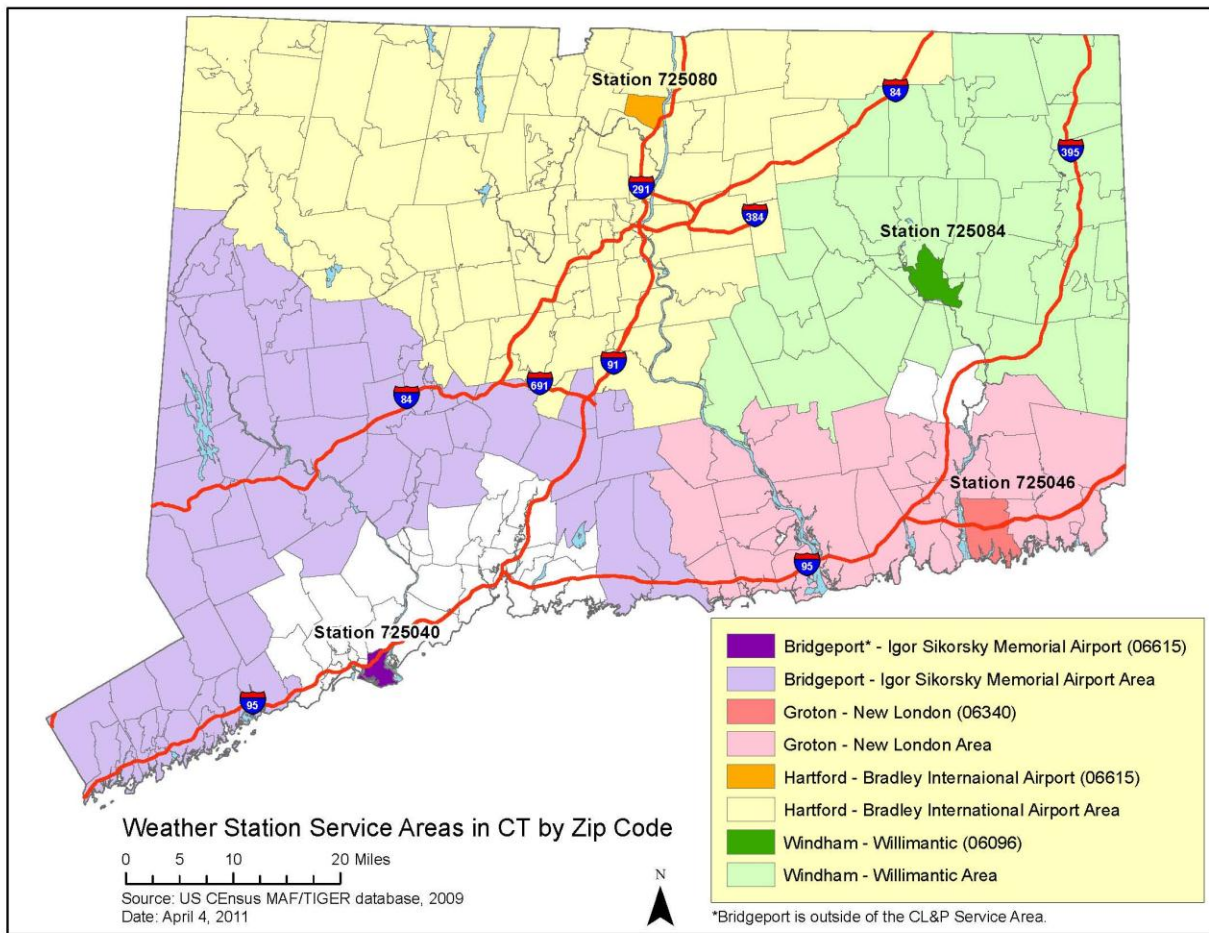 Station 725080
84
395
291
384
Station 725084
91
691
84
Station 725046
95
Station 725040
95
Bridgeport* - Igor Sikorsky Memorial Airport (06615)
Bridgeport - Igor Sikorsky Memorial Airport Area
Groton - New London (06340)
Groton - New London Area
Hartford - Bradley Internaional Airport (06615)
Hartford - Bradley International Airport Area
Windham - Willimantic (06096)
Windham - Willimantic Area
*Bridgeport is outside of the CL&P Service Area.
Weather Station Service Areas in CT by Zip Code
0 5 10 20 Miles
Source: US CEnsus MAF/TIGER database, 2009
Date: April 4, 2011
N